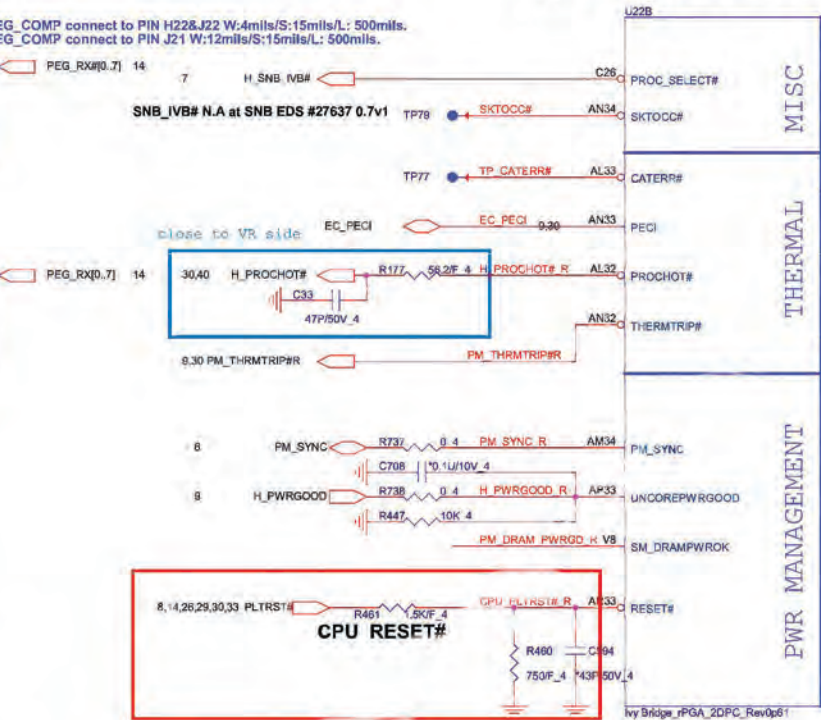 U22B
EG_COMP connect to PIN H22&J22 W:4mils/S:15mils/L: 500mils.
EG_COMP connect to PIN J21 W:12mils/S:15mils/L: 500mils.
PEG_RX#[0..7] 14
7 H_SNB_IVB# C26 PROC_SELECT#
MISC
SNB_IVB# N.A at SNB EDS #27637 0.7v1 TP79 SKTOCC# AN34 SKTOCC#
TP77 TP_CATERR# AL33 CATERR#
THERMAL
EC_PECI EC_PECI 9,30 AN33 PECI
close to VR side
PEG_RX[0..7] 14 30,40 H_PROCHOT# R177 56.2/F_4 H_PROCHOT#_R AL32 PROCHOT#
C33
47P/50V_4
AN32 THERMTRIP#
9,30 PM_THRMTRIP#R PM_THRMTRIP#R
PWR MANAGEMENT
6 PM_SYNC R737 0_4 PM_SYNC_R AM34 PM_SYNC
C708 *0.1U/10V_4
9 H_PWRGOOD R738 0_4 H_PWRGOOD_R AP33 UNCOREPWRGOOD
R447 10K_4
PM_DRAM_PWRGD_R V8 SM_DRAMPWROK
8,14,26,29,30,33 PLTRST# R461 1.5K/F_4 CPU_PLTRST#_R AR33 RESET#
CPU RESET#
R460
750/F_4 *43P/50V_4
Ivy Bridge_rPGA_2DPC_Rev0p61